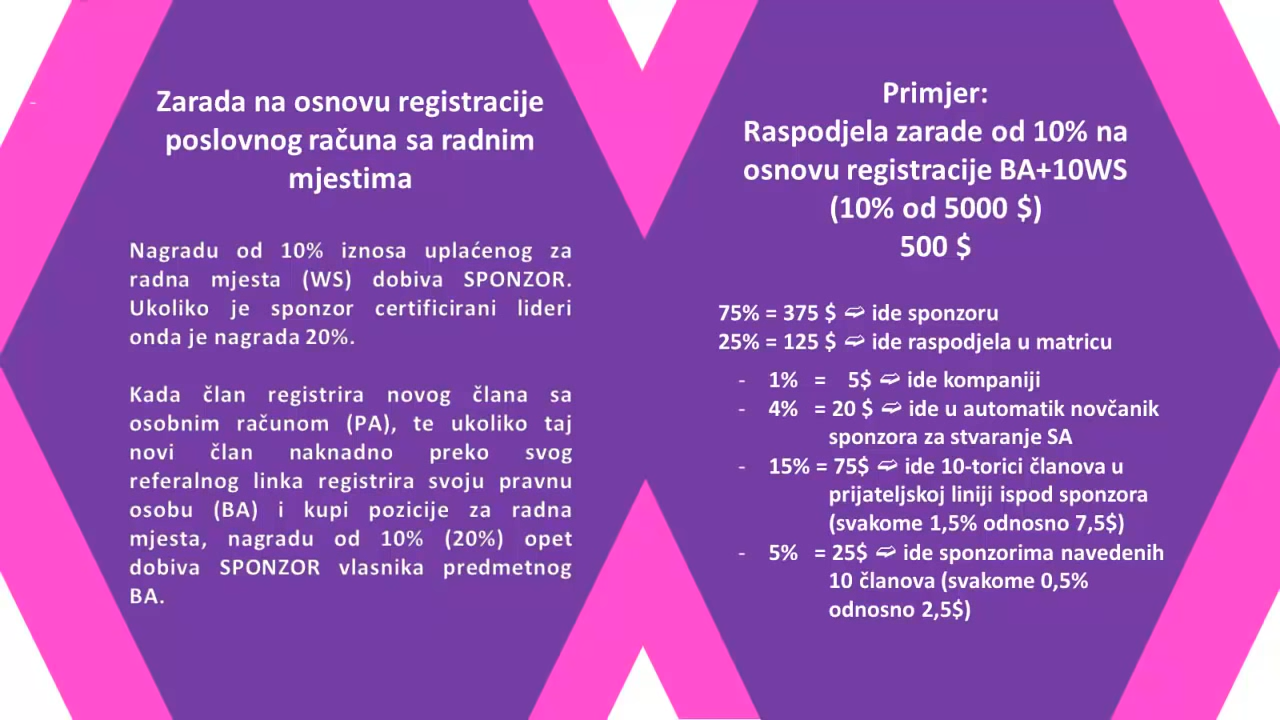 Zarada na osnovu registracije
poslovnog računa sa radnim
mjestima
Nagradu od 10% iznosa uplaćenog za
radna mjesta (WS) dobiva SPONZOR.
Ukoliko je sponzor certificirani lideri
onda je nagrada 20%.
Kada član registrira novog člana sa
osobnim računom (PA), te ukoliko taj
novi član naknadno preko svog
referalnog linka registrira svoju pravnu
osobu (BA) i kupi pozicije za radna
mjesta, nagradu od 10% (20%) opet
dobiva SPONZOR vlasnika predmetnog
BA.
Primjer:
Raspodjela zarade od 10% na
osnovu registracije BA+10WS
(10% od 5000 $)
500 $
75% = 375 $ ➫ ide sponzoru
25% = 125 $ ➫ ide raspodjela u matricu
- 1% = 5$ ➫ ide kompaniji
- 4% = 20 $ ➫ ide u automatik novčanik
sponzora za stvaranje SA
- 15% = 75$ ➫ ide 10-torici članova u
prijateljskoj liniji ispod sponzora
(svakome 1,5% odnosno 7,5$)
- 5% = 25$ ➫ ide sponzorima navedenih
10 članova (svakome 0,5%
odnosno 2,5$)